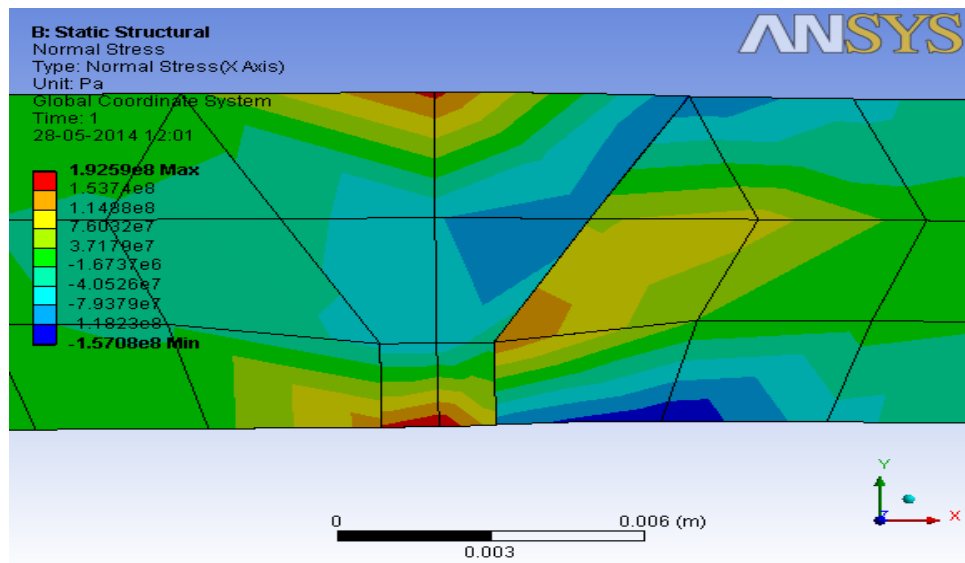 B: Static Structural
Normal Stress
Type: Normal Stress(X Axis)
Unit: Pa
Global Coordinate System
Time: 1
28-05-2014 12:01
ANSYS
1.9259e8 Max
1.5374e8
1.1488e8
7.6032e7
3.7179e7
-1.6737e6
-4.0526e7
-7.9379e7
-1.1823e8
-1.5708e8 Min
0
0.006 (m)
0.003
Y
Z
X